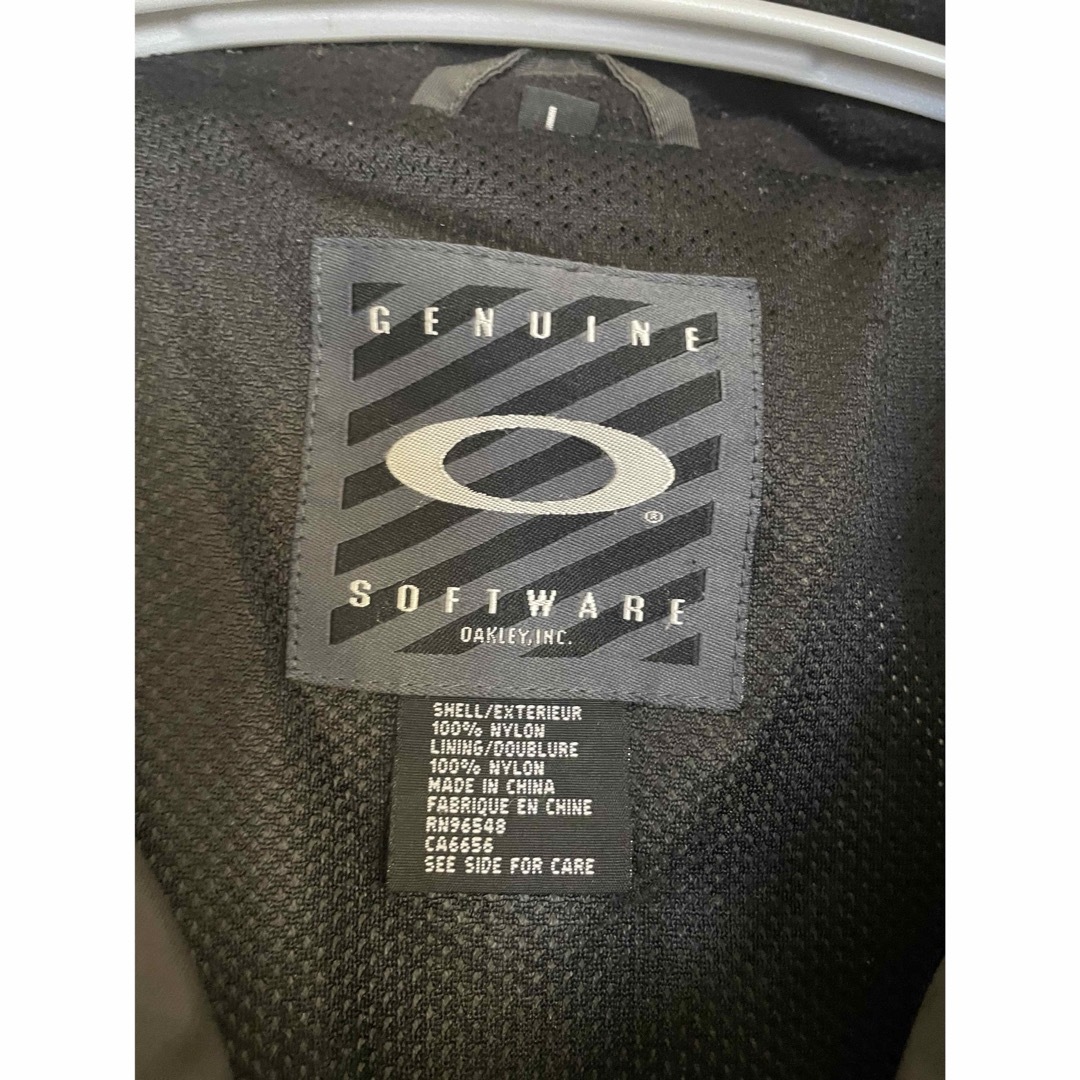 GENUINE
®
SOFTWARE
OAKLEY, INC.
SHELL/EXTERIEUR
100% NYLON
LINING/DOUBLURE
100% NYLON
MADE IN CHINA
FABRIQUE EN CHINE
RN96548
CA6656
SEE SIDE FOR CARE